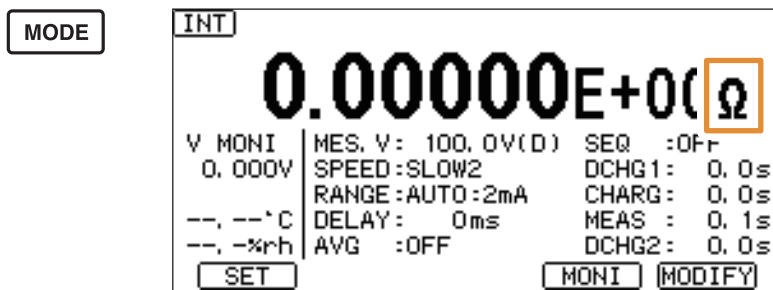 MODE
INT
0.00000E+00 Ω
V MONI
0.000V
--.--°C
--.-%rh
MES.V: 100.0V(D)
SPEED:SLOW2
RANGE:AUTO:2mA
DELAY: 0ms
AVG :OFF
SEQ :OFF
DCHG1: 0.0s
CHARG: 0.0s
MEAS : 0.1s
DCHG2: 0.0s
SET
MONI
MODIFY